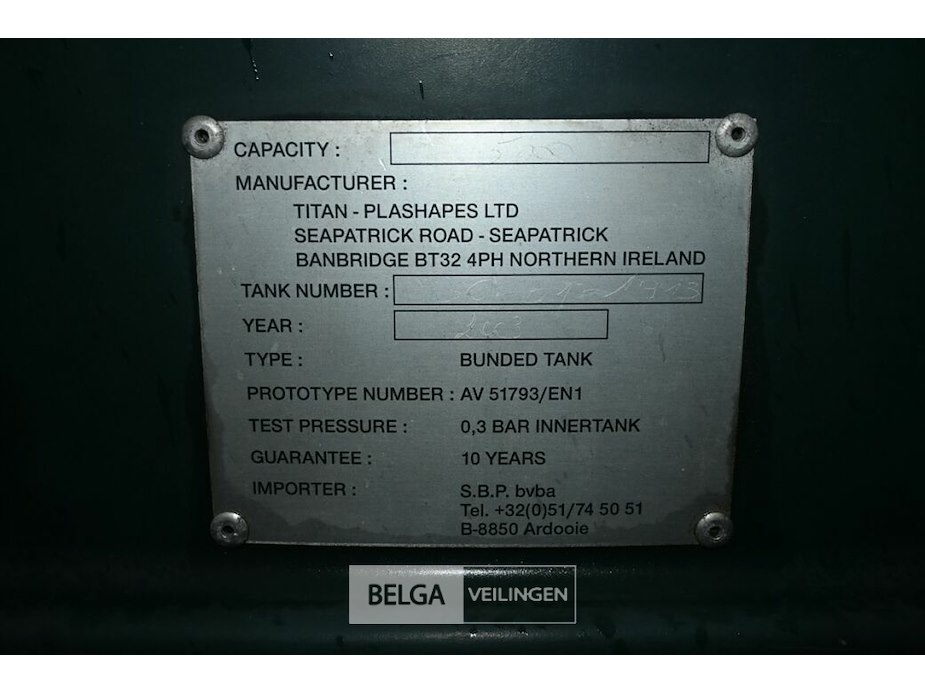 CAPACITY :
MANUFACTURER :
TITAN - PLASHAPES LTD
SEAPATRICK ROAD - SEAPATRICK
BANBRIDGE BT32 4PH NORTHERN IRELAND
TANK NUMBER :
YEAR : 2003
TYPE : BUNDED TANK
PROTOTYPE NUMBER : AV 51793/EN1
TEST PRESSURE : 0,3 BAR INNERTANK
GUARANTEE : 10 YEARS
IMPORTER : S.B.P. bvba
Tel. +32(0)51/74 50 51
B-8850 Ardooie
BELGA VEILINGEN